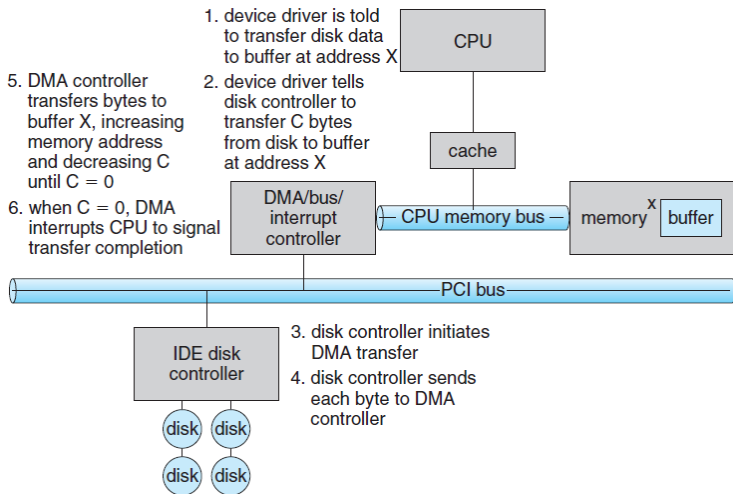 1. device driver is told
to transfer disk data
to buffer at address X
2. device driver tells
disk controller to
transfer C bytes
from disk to buffer
at address X
5. DMA controller
transfers bytes to
buffer X, increasing
memory address
and decreasing C
until C = 0
6. when C = 0, DMA
interrupts CPU to signal
transfer completion
CPU
cache
DMA/bus/
interrupt
controller
CPU memory bus
memory
x
buffer
PCI bus
IDE disk
controller
3. disk controller initiates
DMA transfer
4. disk controller sends
each byte to DMA
controller
disk
disk
disk
disk